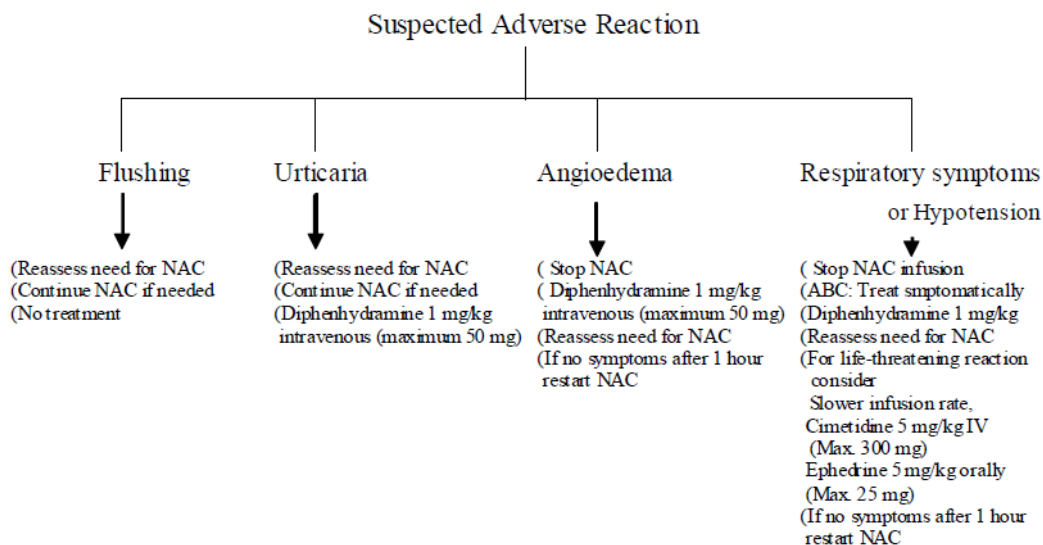 Suspected Adverse Reaction
Flushing
(Reassess need for NAC
(Continue NAC if needed
(No treatment
Urticaria
(Reassess need for NAC
(Continue NAC if needed
(Diphenhydramine 1 mg/kg
intravenous (maximum 50 mg)
Angioedema
( Stop NAC
( Diphenhydramine 1 mg/kg
intravenous (maximum 50 mg)
(Reassess need for NAC
(If no symptoms after 1 hour
restart NAC
Respiratory symptoms
or Hypotension
( Stop NAC infusion
(ABC: Treat smptomatically
(Diphenhydramine 1 mg/kg
(Reassess need for NAC
(For life-threatening reaction
consider
Slower infusion rate,
Cimetidine 5 mg/kg IV
(Max. 300 mg)
Ephedrine 5 mg/kg orally
(Max. 25 mg)
(If no symptoms after 1 hour
restart NAC